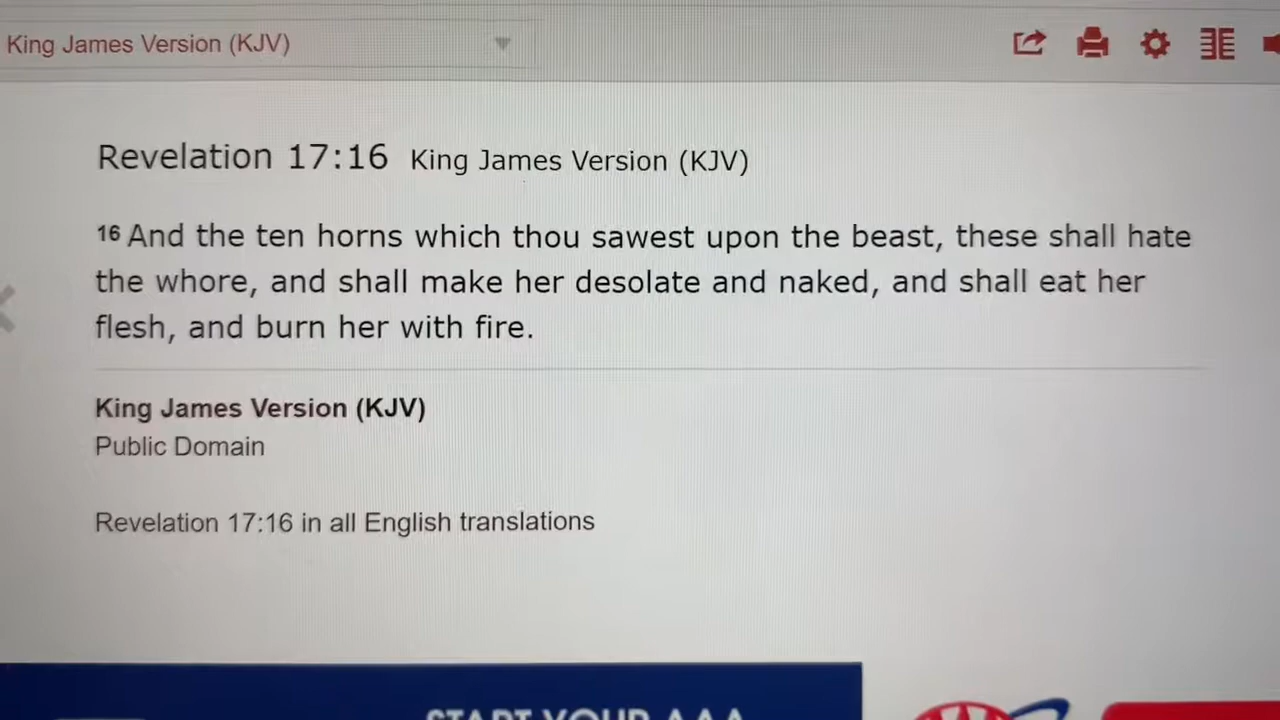 King James Version (KJV)
Revelation 17:16 King James Version (KJV)
16 And the ten horns which thou sawest upon the beast, these shall hate
the whore, and shall make her desolate and naked, and shall eat her
flesh, and burn her with fire.
King James Version (KJV)
Public Domain
Revelation 17:16 in all English translations
START YOUR AAA